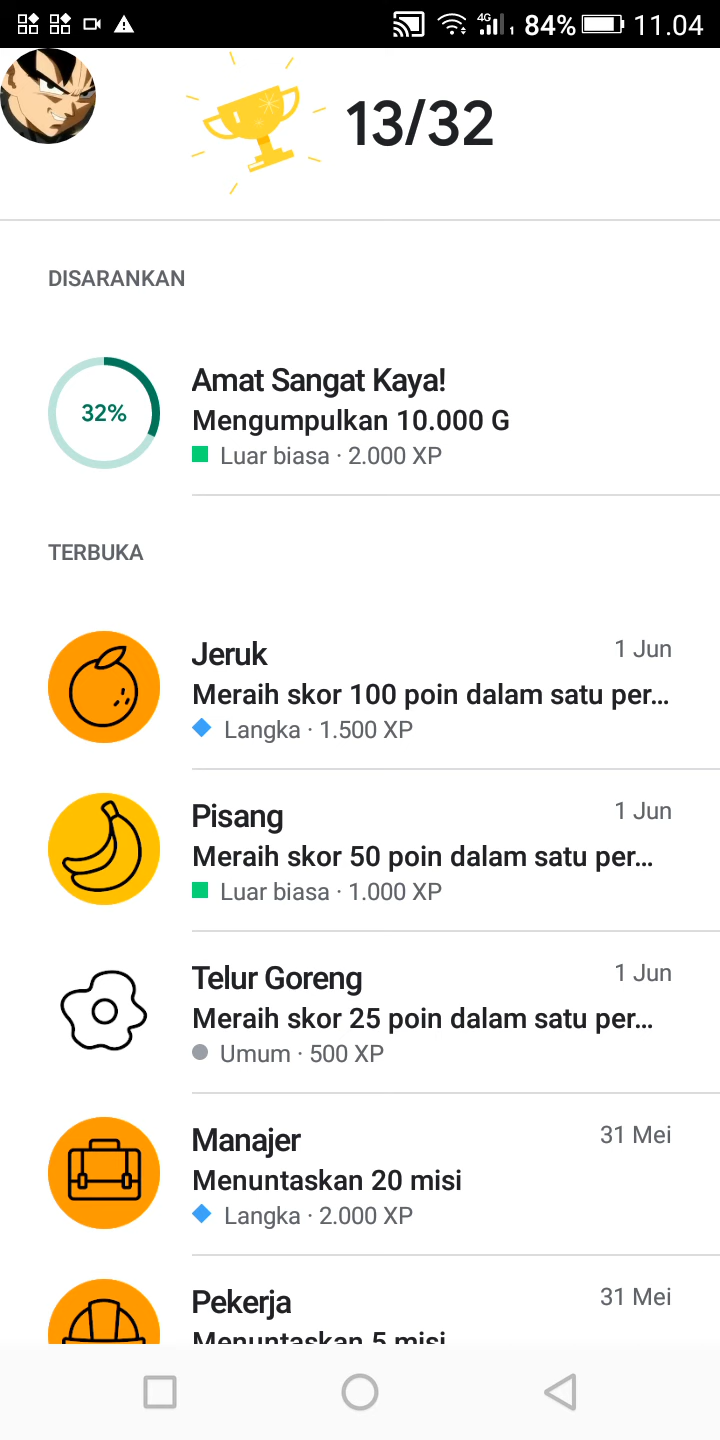 4G 1 84% 11.04
13/32
DISARANKAN
32%
Amat Sangat Kaya!
Mengumpulkan 10.000 G
Luar biasa · 2.000 XP
TERBUKA
Jeruk 1 Jun
Meraih skor 100 poin dalam satu per...
Langka · 1.500 XP
Pisang 1 Jun
Meraih skor 50 poin dalam satu per...
Luar biasa · 1.000 XP
Telur Goreng 1 Jun
Meraih skor 25 poin dalam satu per...
Umum · 500 XP
Manajer 31 Mei
Menuntaskan 20 misi
Langka · 2.000 XP
Pekerja 31 Mei
Menuntaskan 5 misi